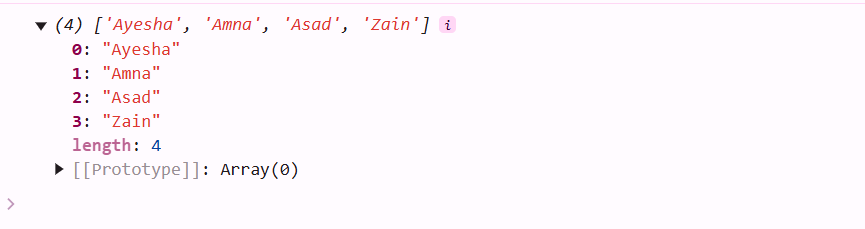 (4) ['Ayesha', 'Amna', 'Asad', 'Zain'] i
0: "Ayesha"
1: "Amna"
2: "Asad"
3: "Zain"
length: 4
[[Prototype]]: Array(0)